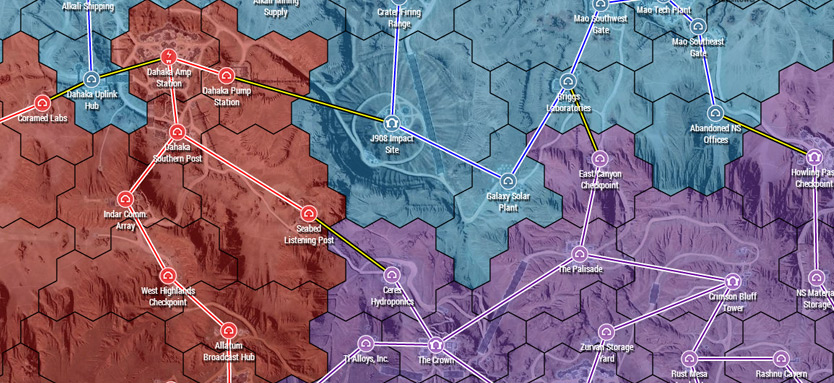 Alkali Shipping
Alkali Mining
Supply
Crater Firing
Range
Mao Southwest
Gate
Mao Tech Plant
Mao Southeast
Gate
Dahaka Amp
Station
Dahaka Uplink
Hub
Dahaka Pump
Station
Briggs
Laboratories
Coramed Labs
Abandoned NS
Offices
J908 Impact
Site
Dahaka
Southern Post
East Canyon
Checkpoint
Howling Pass
Checkpoint
Galaxy Solar
Plant
Indar Comm.
Array
Seabed
Listening Post
The Palisade
West Highlands
Checkpoint
Ceres
Hydroponics
Crimson Bluff
Tower
NS Materia
Storage
Allatum
Broadcast Hub
TI Alloys, Inc.
The Crown
Zurvan Storage
Yard
Rust Mesa
Rashnu Cavern